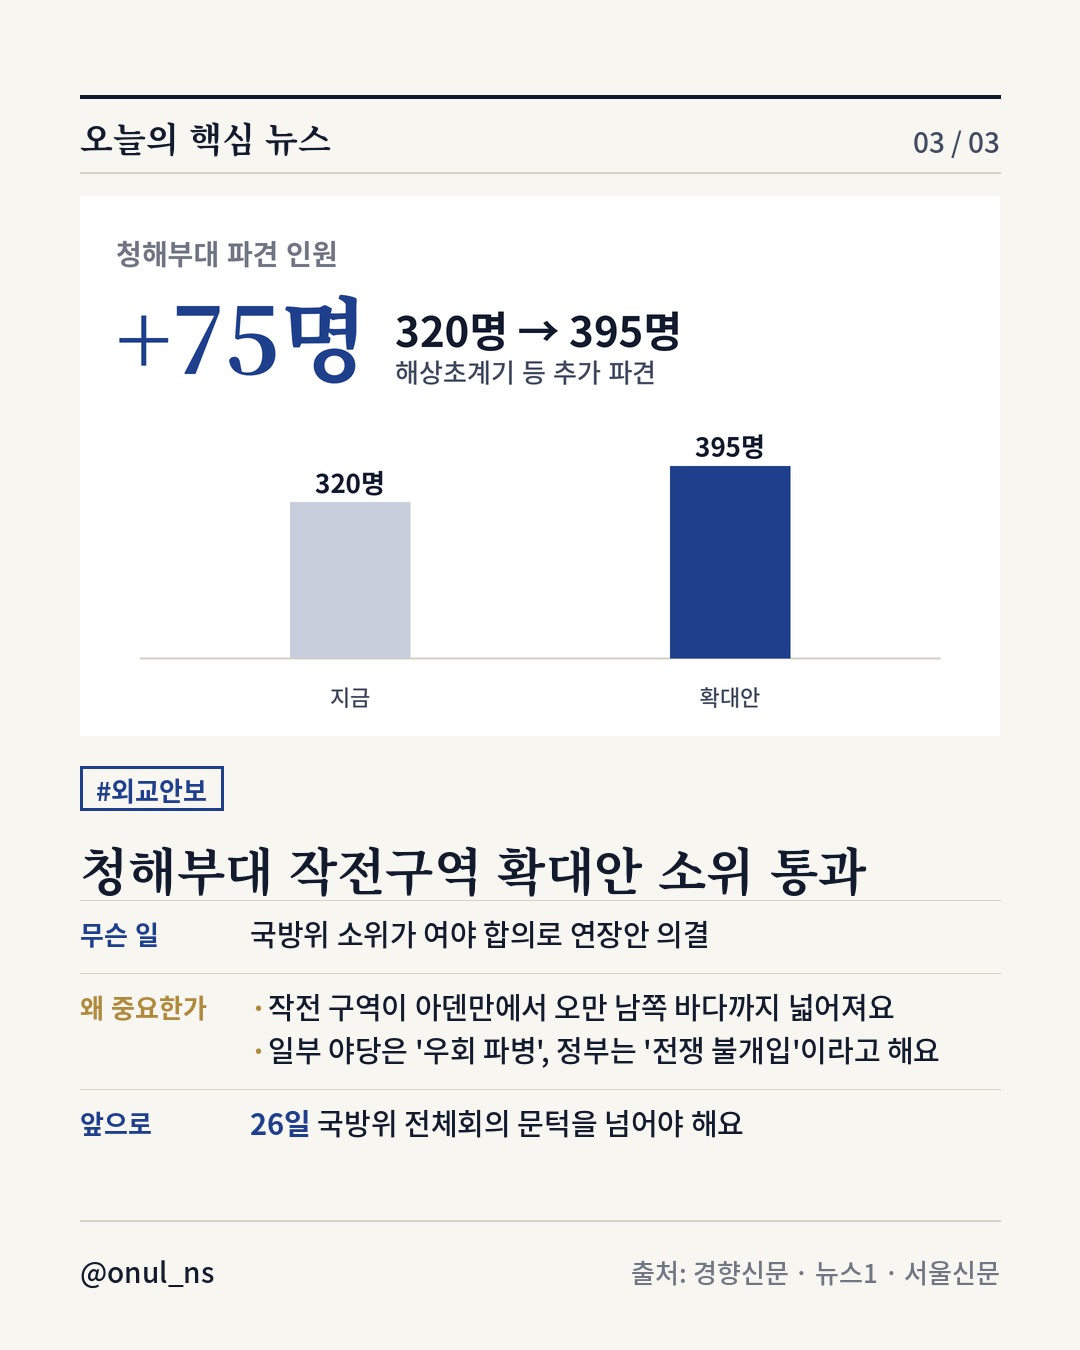 오늘의 핵심 뉴스
03 / 03
청해부대 파견 인원
+75명
320명 → 395명
해상초계기 등 추가 파견
320명
395명
지금
확대안
#외교안보
청해부대 작전구역 확대안 소위 통과
무슨 일
국방위 소위가 여야 합의로 연장안 의결
왜 중요한가
· 작전 구역이 아덴만에서 오만 남쪽 바다까지 넓어져요
· 일부 야당은 '우회 파병', 정부는 '전쟁 불개입'이라고 해요
앞으로
26일 국방위 전체회의 문턱을 넘어야 해요
@onul_ns
출처: 경향신문 · 뉴스1 · 서울신문